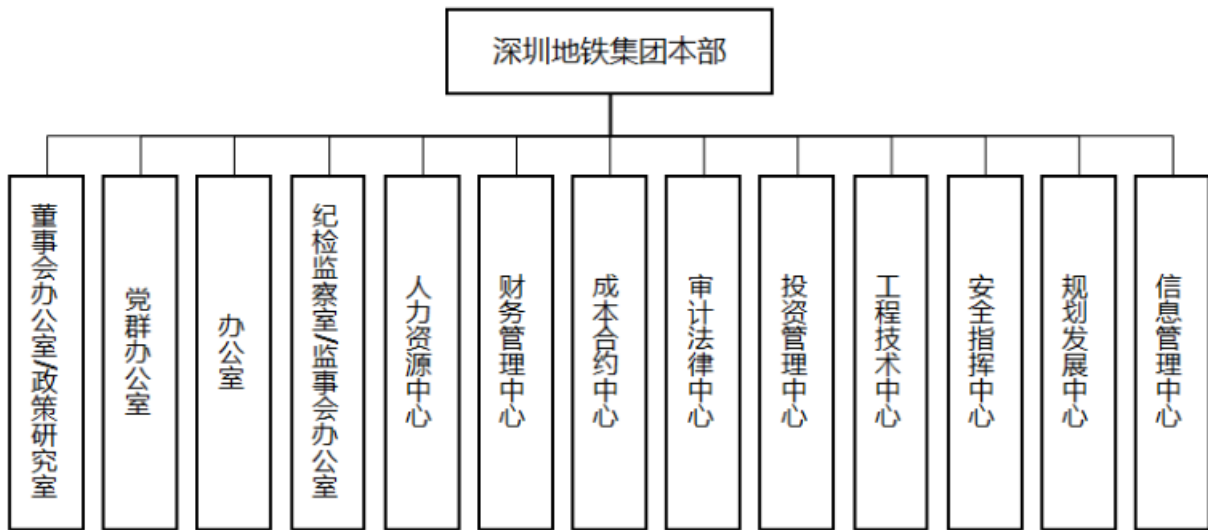 深圳地铁集团本部
董事会办公室/政策研究室
党群办公室
办公室
纪检监察室/监事会办公室
人力资源中心
财务管理中心
成本合约中心
审计法律中心
投资管理中心
工程技术中心
安全指挥中心
规划发展中心
信息管理中心